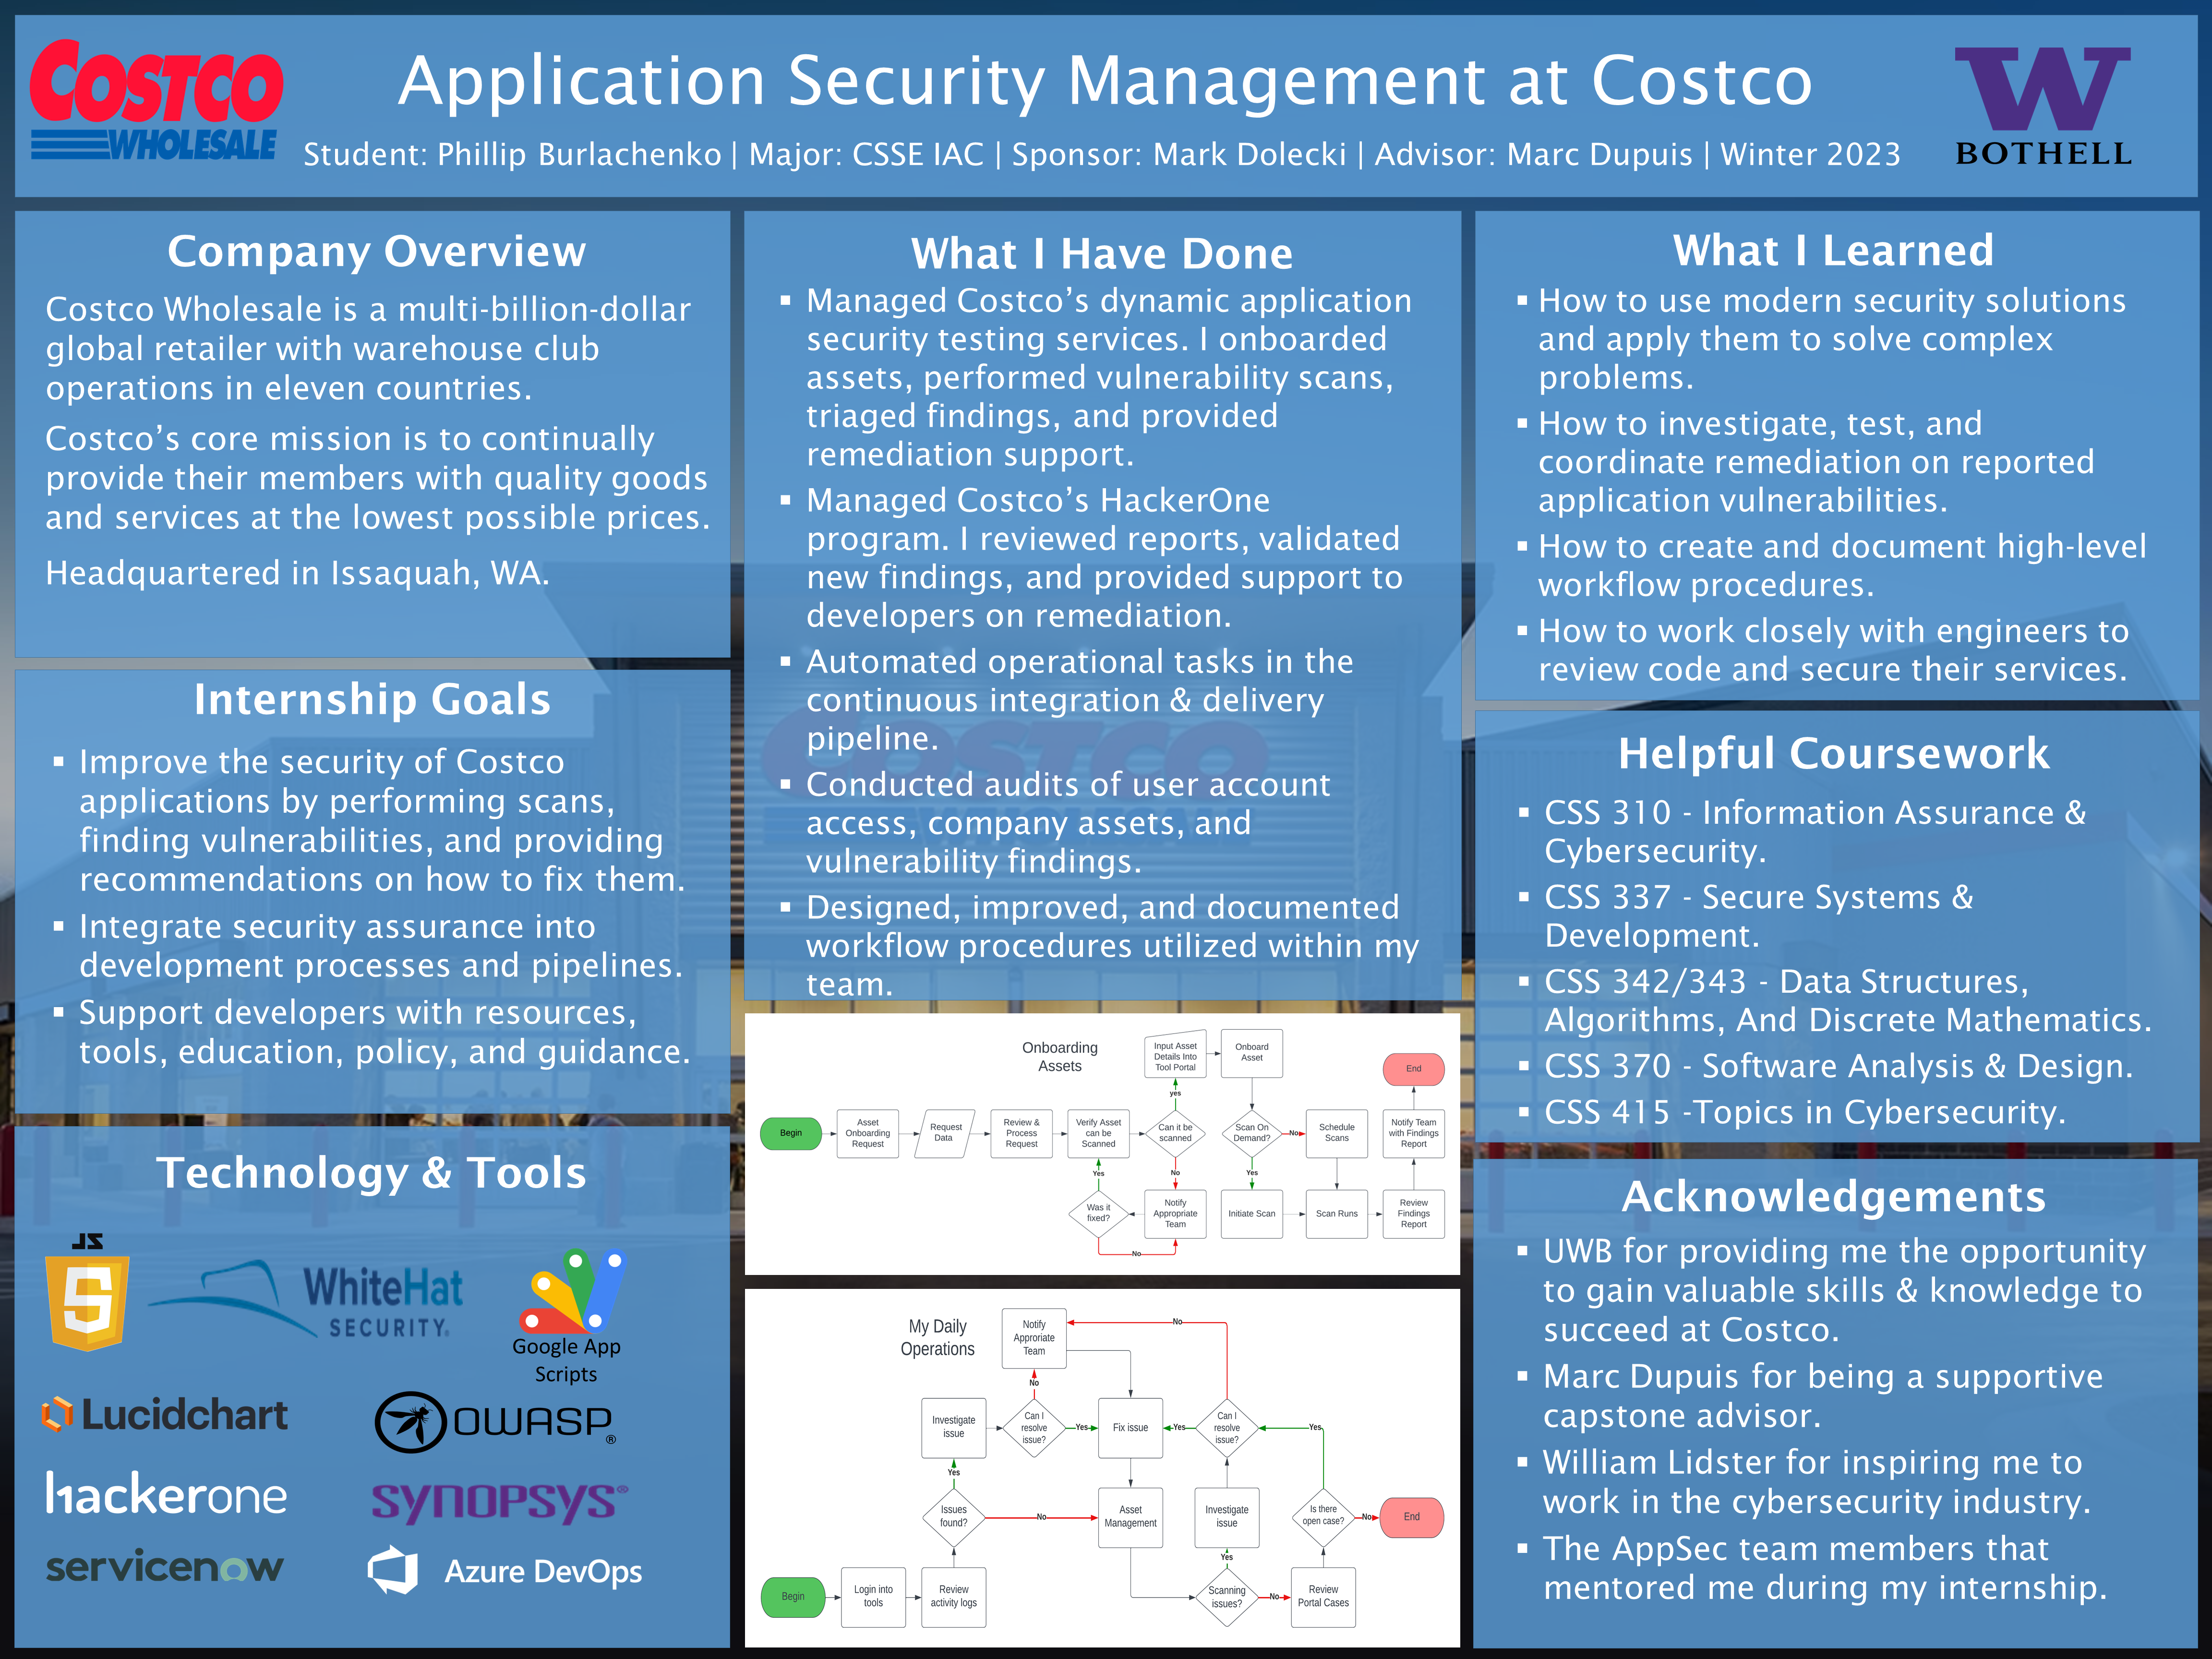 COSTCO
WHOLESALE
Application Security Management at Costco
Student: Phillip Burlachenko | Major: CSSE IAC | Sponsor: Mark Dolecki | Advisor: Marc Dupuis | Winter 2023
W
BOTHELL
Company Overview
Costco Wholesale is a multi-billion-dollar
global retailer with warehouse club
operations in eleven countries.
Costco's core mission is to continually
provide their members with quality goods
and services at the lowest possible prices.
Headquartered in Issaquah, WA.
Internship Goals
▪ Improve the security of Costco
applications by performing scans,
finding vulnerabilities, and providing
recommendations on how to fix them.
▪ Integrate security assurance into
development processes and pipelines.
▪ Support developers with resources,
tools, education, policy, and guidance.
Technology & Tools
JS
5
WhiteHat
SECURITY.
Google App
Scripts
Lucidchart
OWASP®
hackerone
SYNOPSYS®
servicenow
Azure DevOps
What I Have Done
▪ Managed Costco's dynamic application
security testing services. I onboarded
assets, performed vulnerability scans,
triaged findings, and provided
remediation support.
▪ Managed Costco's HackerOne
program. I reviewed reports, validated
new findings, and provided support to
developers on remediation.
▪ Automated operational tasks in the
continuous integration & delivery
pipeline.
▪ Conducted audits of user account
access, company assets, and
vulnerability findings.
▪ Designed, improved, and documented
workflow procedures utilized within my
team.
COSTCO
WHOLESALE
Onboarding
Assets
Input Asset
Details Into
Tool Portal
Onboard
Asset
End
yes
Begin
Asset
Onboarding
Request
Request
Data
Review &
Process
Request
Verify Asset
can be
Scanned
Can it be
scanned
Scan On
Demand?
No
Schedule
Scans
Notify Team
with Findings
Report
Yes
No
Yes
Was it
fixed?
Notify
Appropriate
Team
Initiate Scan
Scan Runs
Review
Findings
Report
No
My Daily
Operations
Notify
Approriate
Team
No
No
Investigate
issue
Can I
resolve
issue?
Yes
Fix issue
Yes
Can I
resolve
issue?
Yes
Yes
Issues
found?
No
Asset
Management
Investigate
issue
Is there
open case?
No
End
Yes
Begin
Login into
tools
Review
activity logs
Scanning
issues?
No
Review
Portal Cases
What I Learned
▪ How to use modern security solutions
and apply them to solve complex
problems.
▪ How to investigate, test, and
coordinate remediation on reported
application vulnerabilities.
▪ How to create and document high-level
workflow procedures.
▪ How to work closely with engineers to
review code and secure their services.
Helpful Coursework
▪ CSS 310 - Information Assurance &
Cybersecurity.
▪ CSS 337 - Secure Systems &
Development.
▪ CSS 342/343 - Data Structures,
Algorithms, And Discrete Mathematics.
▪ CSS 370 - Software Analysis & Design.
▪ CSS 415 -Topics in Cybersecurity.
Acknowledgements
▪ UWB for providing me the opportunity
to gain valuable skills & knowledge to
succeed at Costco.
▪ Marc Dupuis for being a supportive
capstone advisor.
▪ William Lidster for inspiring me to
work in the cybersecurity industry.
▪ The AppSec team members that
mentored me during my internship.